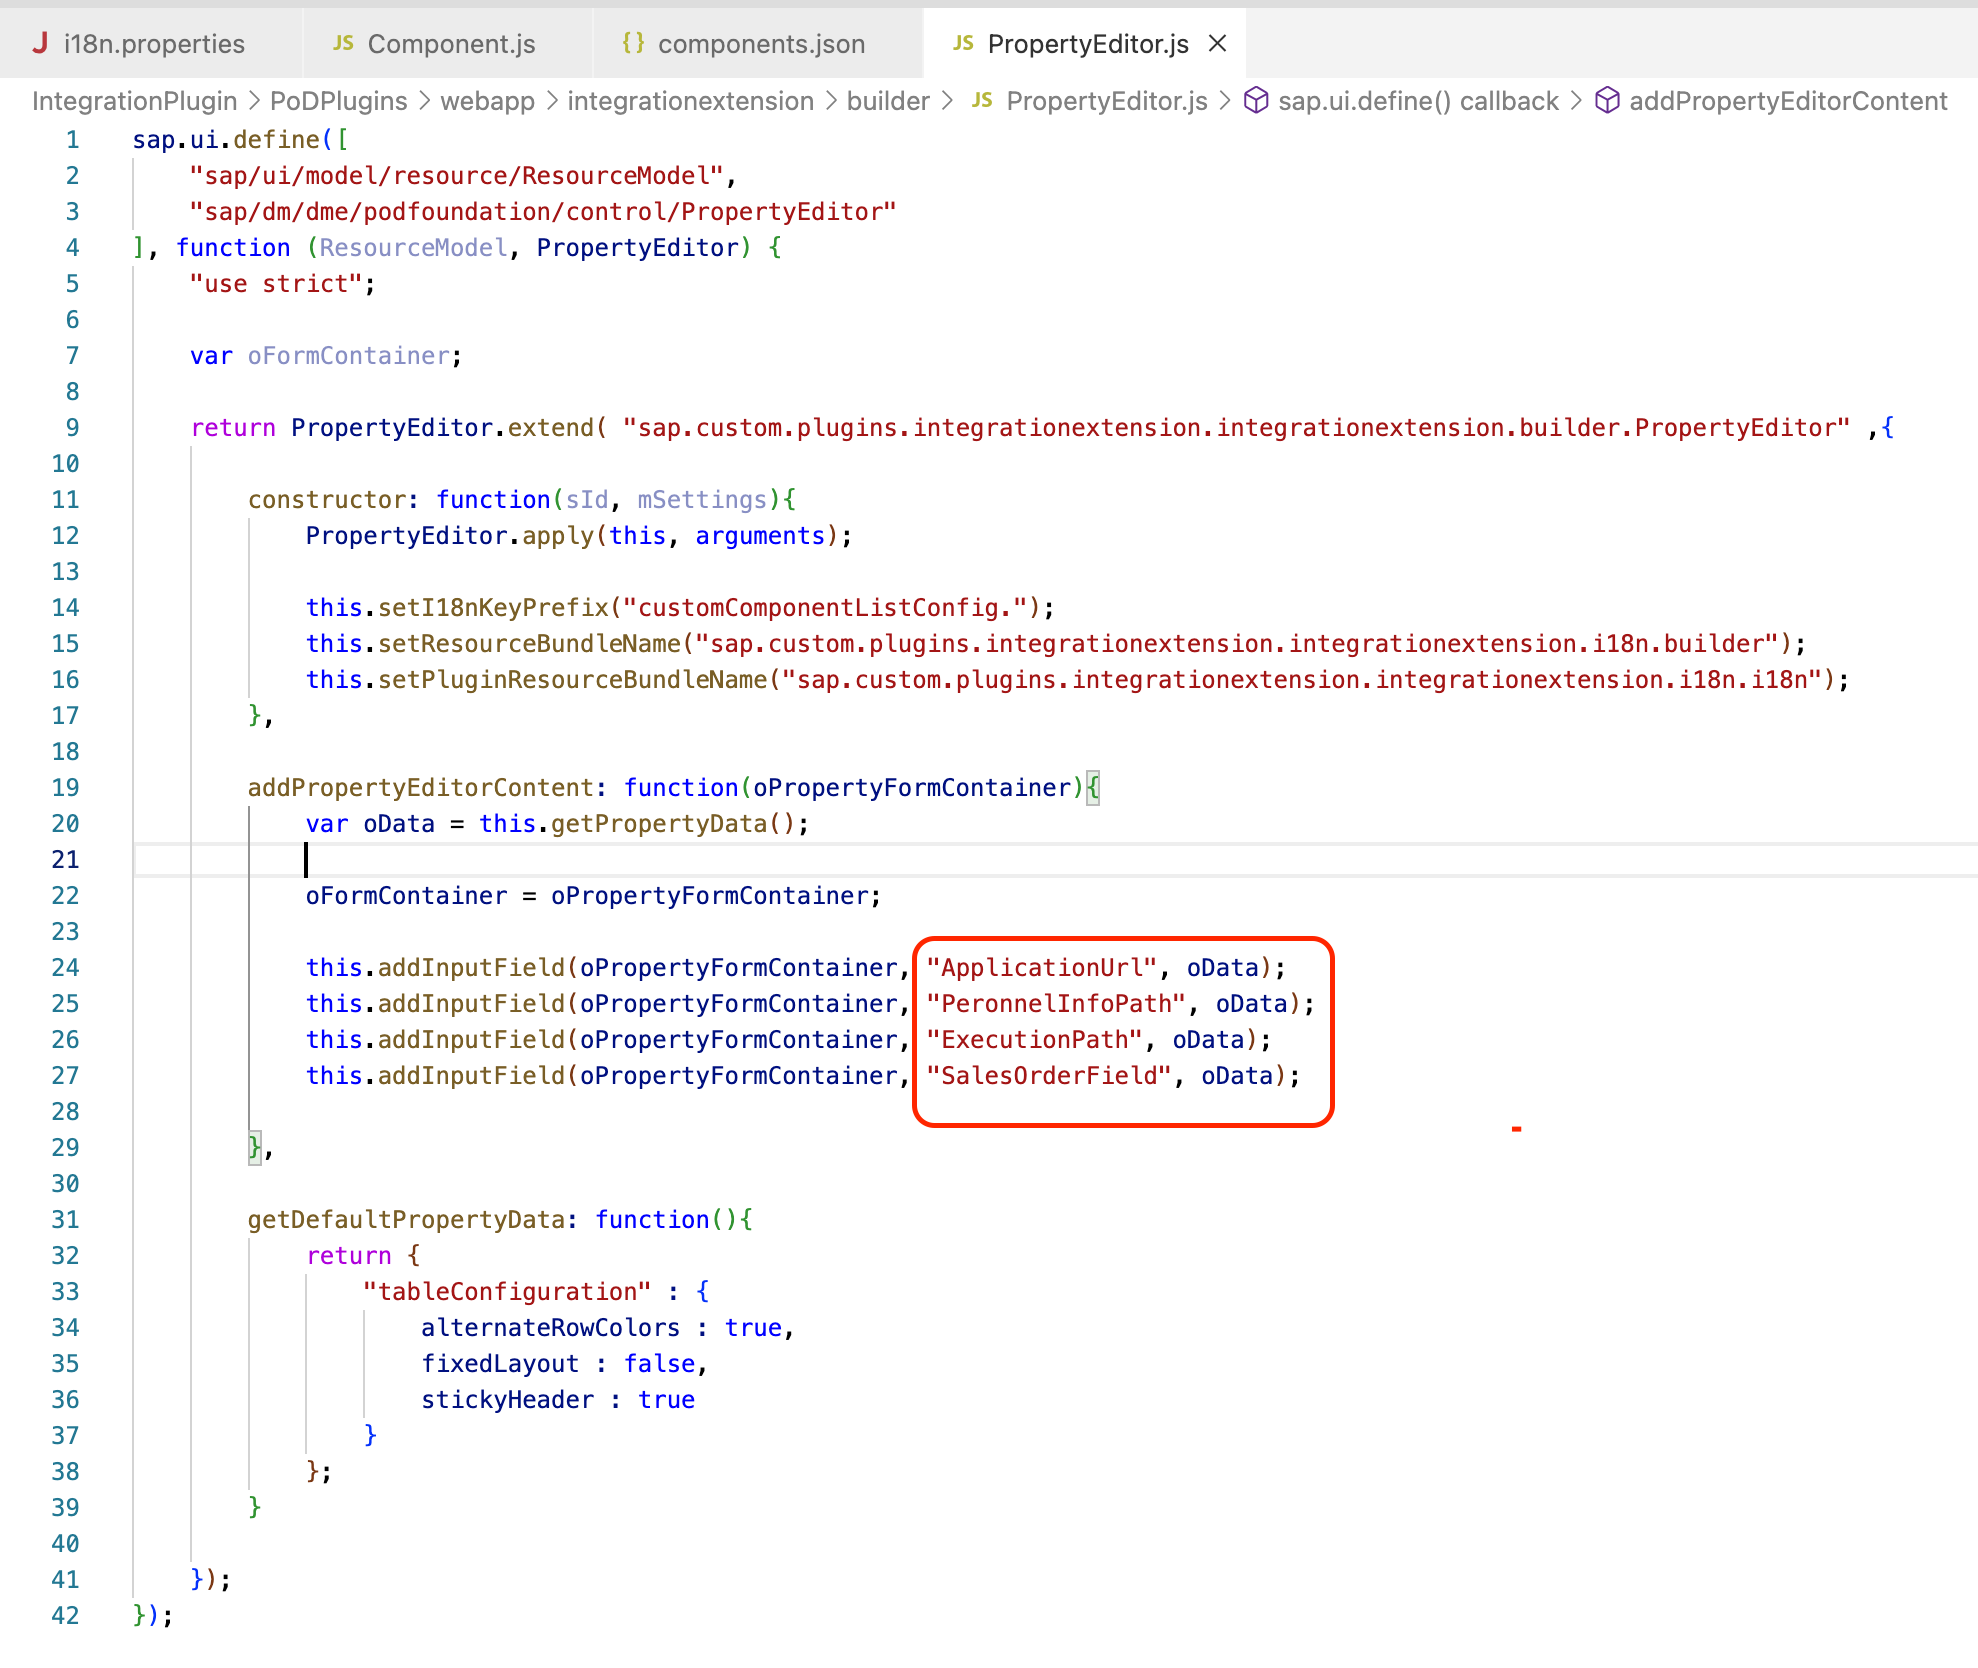 J i18n.properties JS Component.js {} components.json JS PropertyEditor.js ×
IntegrationPlugin > PoDPlugins > webapp > integrationextension > builder > JS PropertyEditor.js > sap.ui.define() callback > addPropertyEditorContent
1 sap.ui.define([
2 "sap/ui/model/resource/ResourceModel",
3 "sap/dm/dme/podfoundation/control/PropertyEditor"
4 ], function (ResourceModel, PropertyEditor) {
5 "use strict";
6
7 var oFormContainer;
8
9 return PropertyEditor.extend( "sap.custom.plugins.integrationextension.integrationextension.builder.PropertyEditor" ,{
10
11 constructor: function(sId, mSettings){
12 PropertyEditor.apply(this, arguments);
13
14 this.setI18nKeyPrefix("customComponentListConfig.");
15 this.setResourceBundleName("sap.custom.plugins.integrationextension.integrationextension.i18n.builder");
16 this.setPluginResourceBundleName("sap.custom.plugins.integrationextension.integrationextension.i18n.i18n");
17 },
18
19 addPropertyEditorContent: function(oPropertyFormContainer){
20 var oData = this.getPropertyData();
21
22 oFormContainer = oPropertyFormContainer;
23
24 this.addInputField(oPropertyFormContainer, "ApplicationUrl", oData);
25 this.addInputField(oPropertyFormContainer, "PeronnelInfoPath", oData);
26 this.addInputField(oPropertyFormContainer, "ExecutionPath", oData);
27 this.addInputField(oPropertyFormContainer, "SalesOrderField", oData);
28
29 },
30
31 getDefaultPropertyData: function(){
32 return {
33 "tableConfiguration" : {
34 alternateRowColors : true,
35 fixedLayout : false,
36 stickyHeader : true
37 }
38 };
39 }
40
41 });
42 });